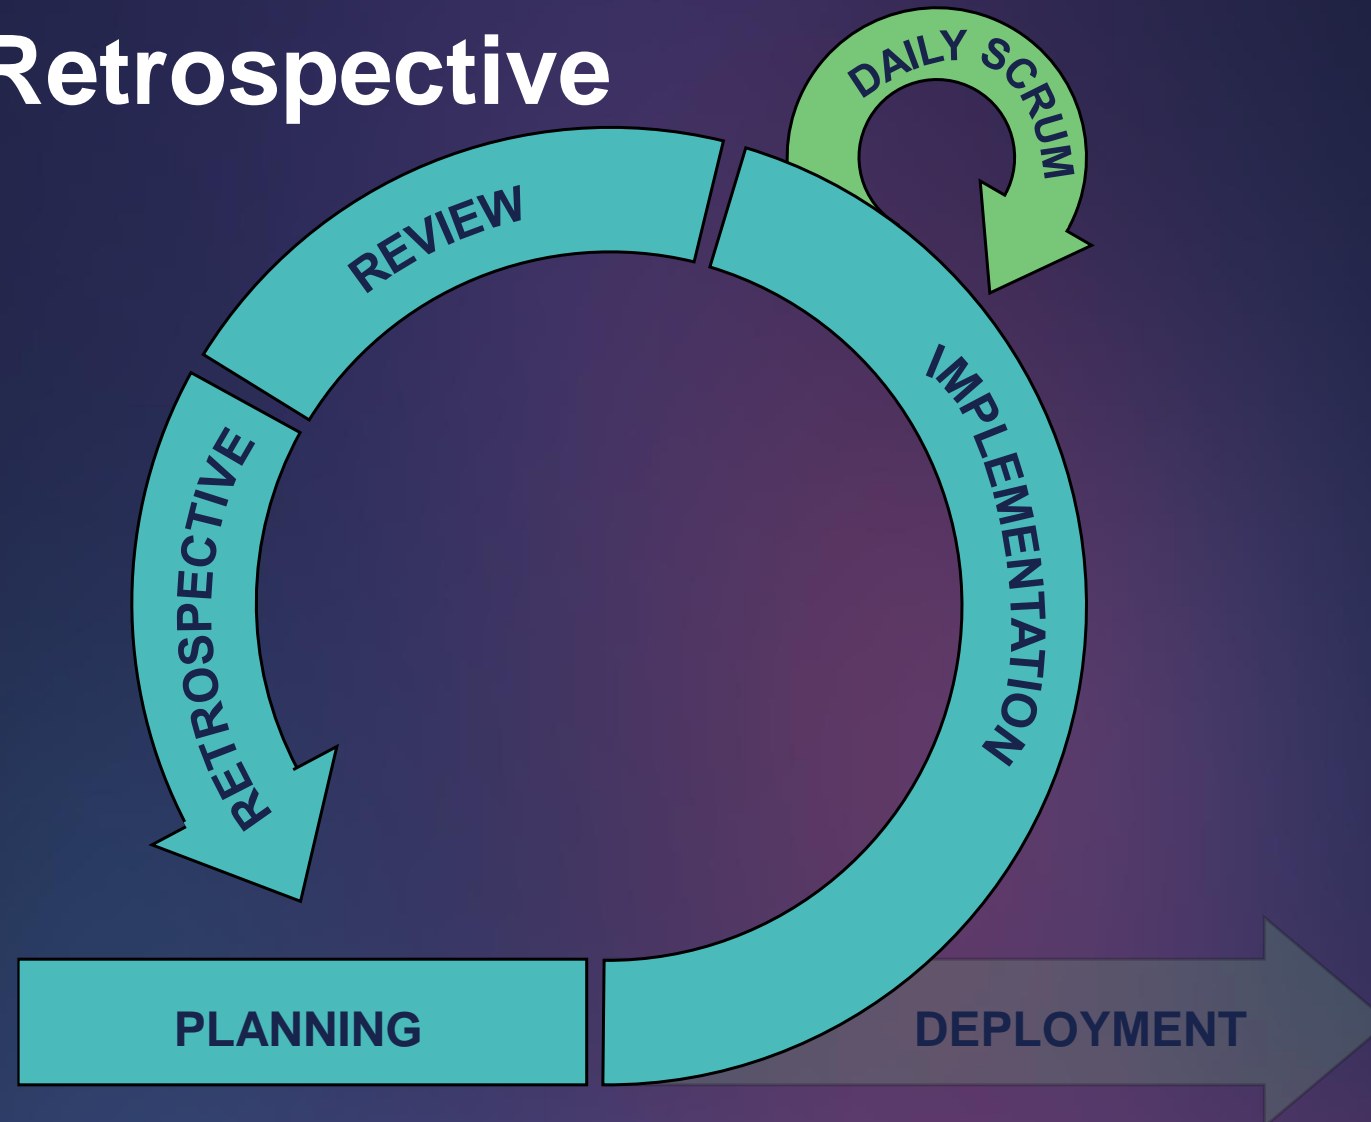 Retrospective
DAILY SCRUM
REVIEW
IMPLEMENTATION
RETROSPECTIVE
PLANNING
DEPLOYMENT